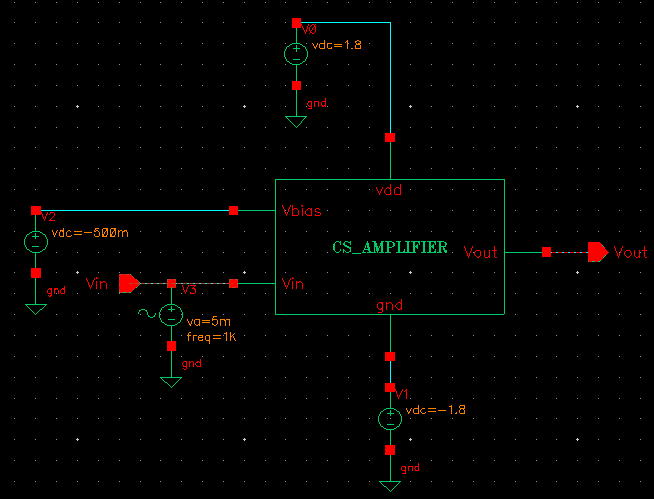 V0
vdc=1.8
gnd
vdd
Vbias
V2
vdc=-500m
gnd
CS_AMPLIFIER
Vout
Vout
Vin
V3
Vin
va=5m
freq=1K
gnd
gnd
V1
vdc=-1.8
gnd